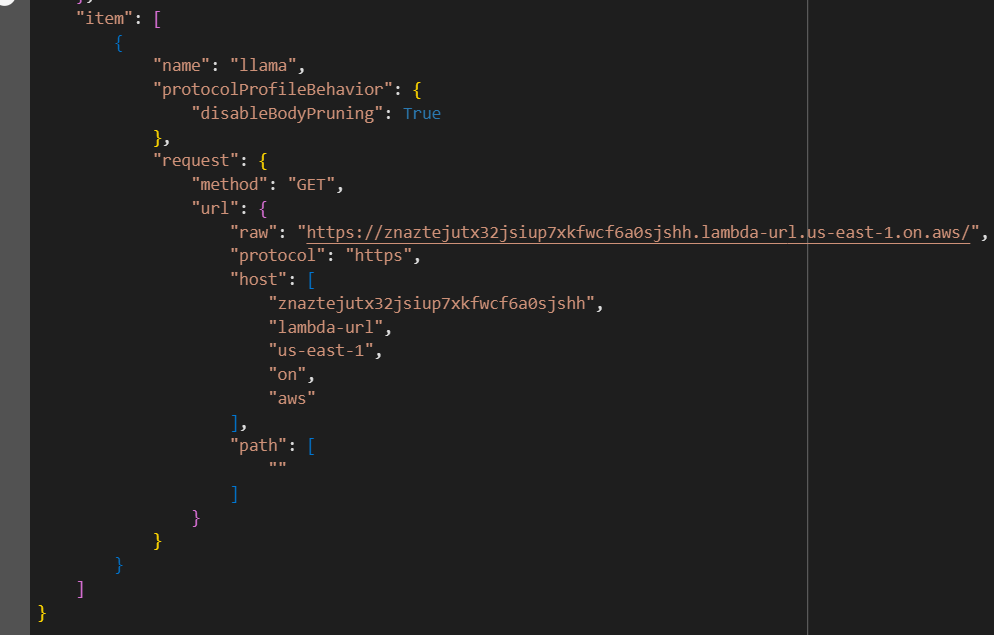 },
"item": [
{
"name": "llama",
"protocolProfileBehavior": {
"disableBodyPruning": True
},
"request": {
"method": "GET",
"url": {
"raw": "https://znaztejutx32jsiup7xkfwcf6a0sjshh.lambda-url.us-east-1.on.aws/",
"protocol": "https",
"host": [
"znaztejutx32jsiup7xkfwcf6a0sjshh",
"lambda-url",
"us-east-1",
"on",
"aws"
],
"path": [
""
]
}
}
}
]
}